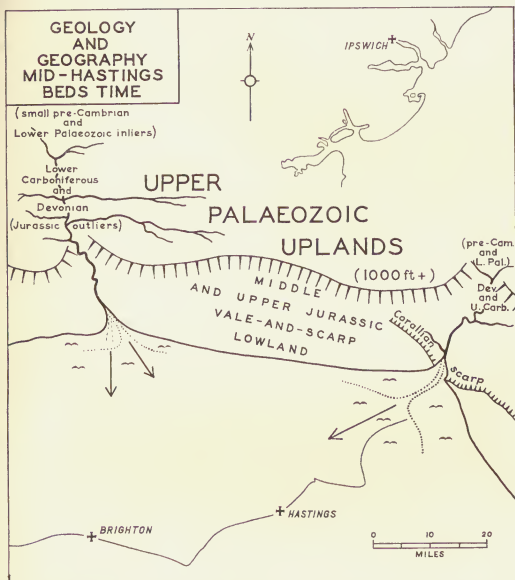 GEOLOGY
AND
GEOGRAPHY
MID-HASTINGS
BEDS TIME
N
IPSWICH
(small pre-Cambrian
and
Lower Palaeozoic inliers)
Lower
Carboniferous
and
Devonian
(Jurassic outliers)
UPPER
PALAEOZOIC
UPLANDS
(1000 ft+)
(pre-Cam.
L. Pal.)
Dev.
and
U. Carb.
MIDDLE
AND UPPER JURASSIC
VALE-AND-SCARP
LOWLAND
Corallian
scarp
HASTINGS
BRIGHTON
0 10 20
MILES